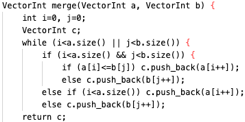 VectorInt merge(VectorInt a, VectorInt b) {
    int i=0, j=0;
    VectorInt c;
    while (i<a.size() || j<b.size()) {
        if (i<a.size() && j<b.size()) {
            if (a[i]<=b[j]) c.push_back(a[i++]);
            else c.push_back(b[j++]);
        else if (i<a.size()) c.push_back(a[i++]);
        else c.push_back(b[j++]);
    return c;